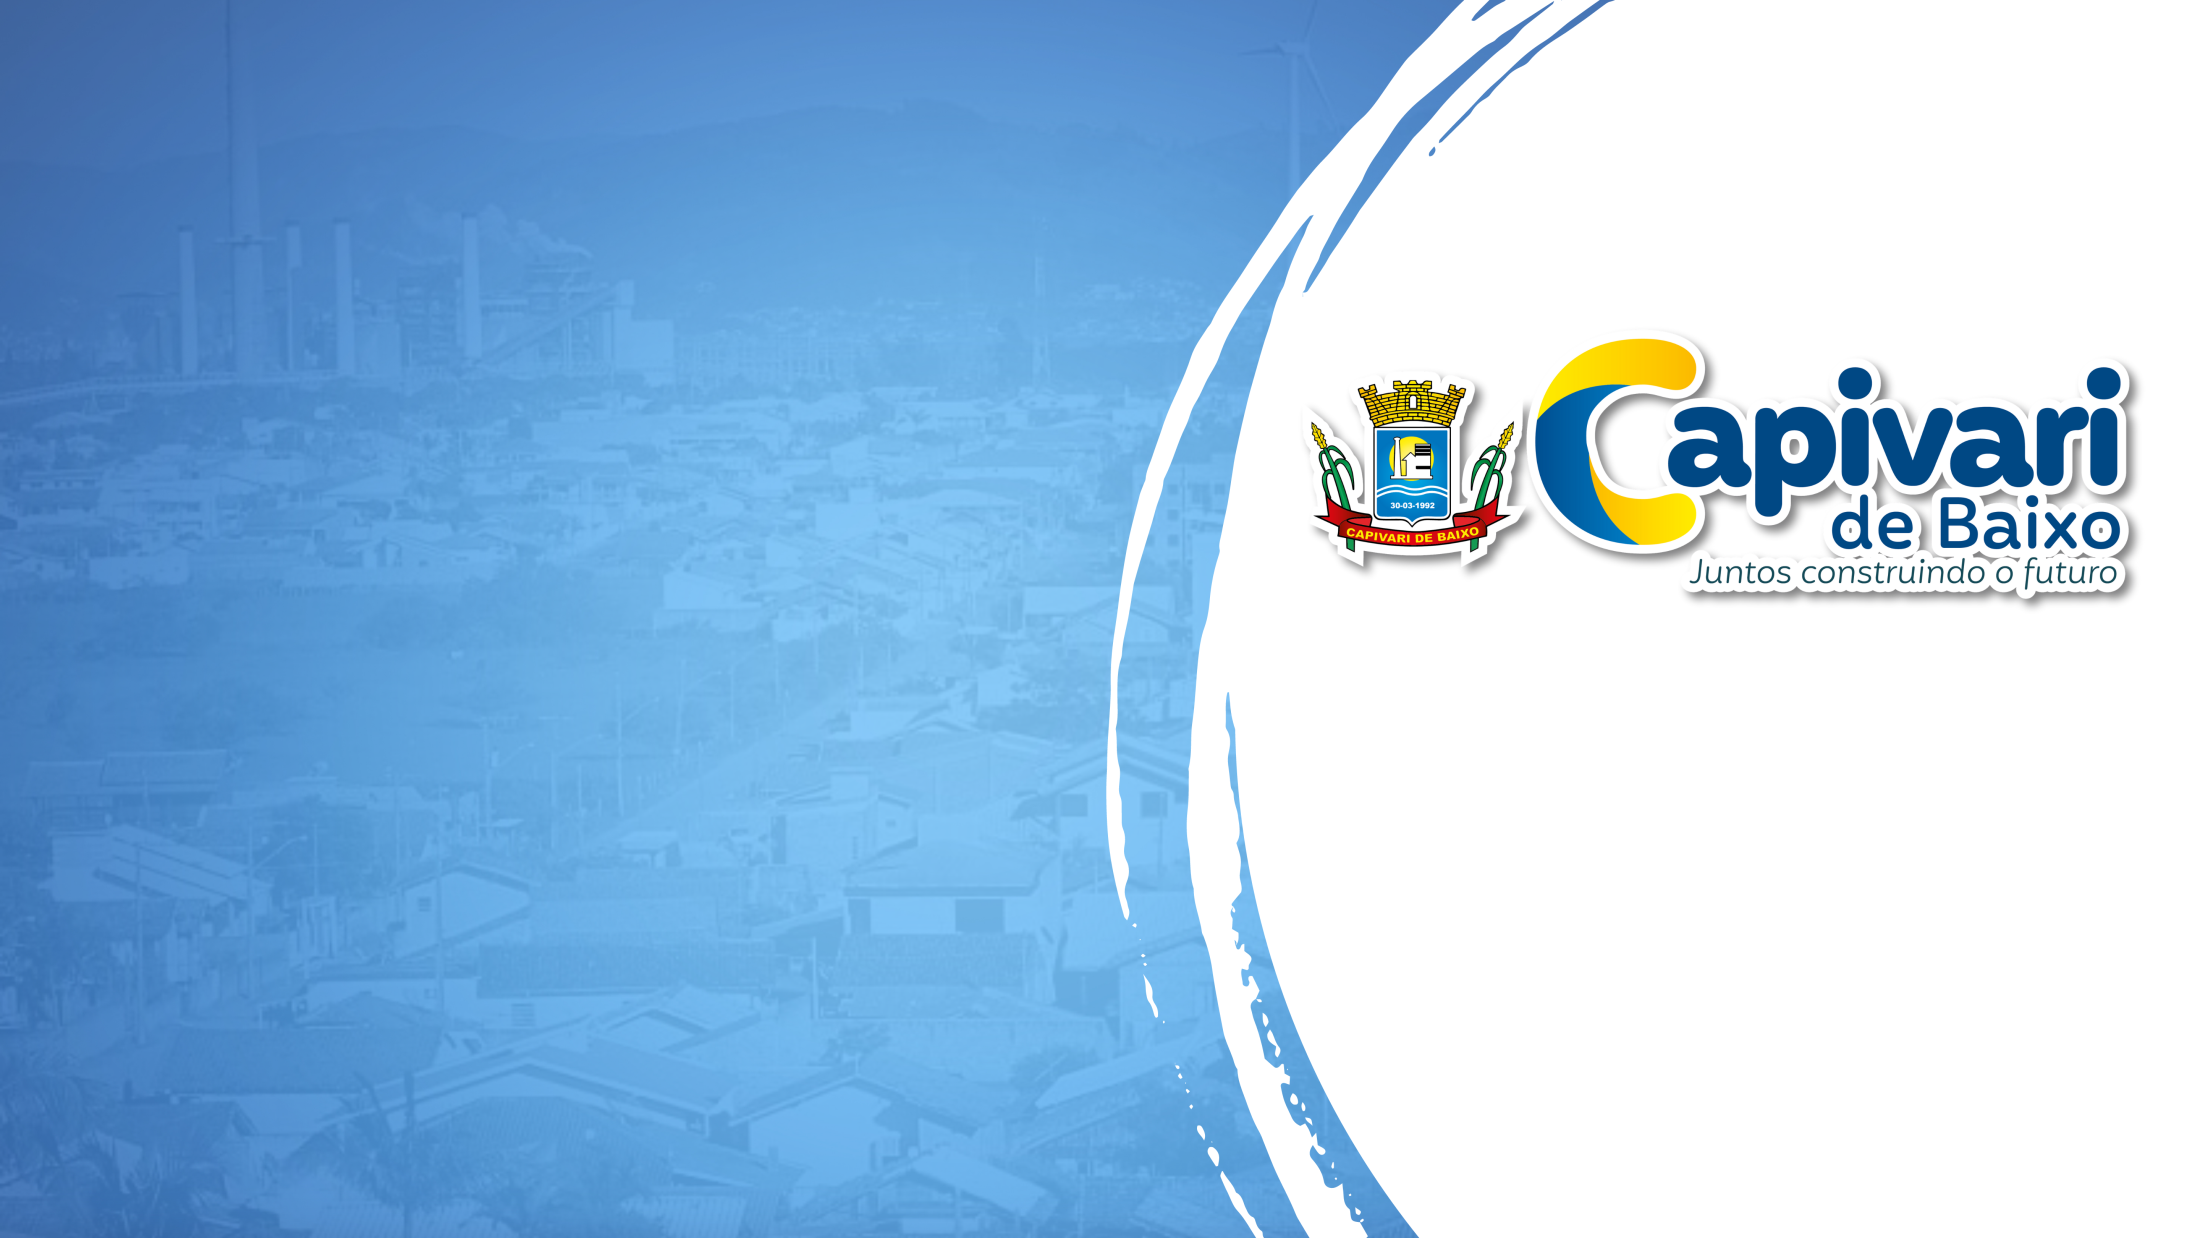 30-03-1992
CAPIVARI DE BAIXO
Capivari
de Baixo
Juntos construindo o futuro